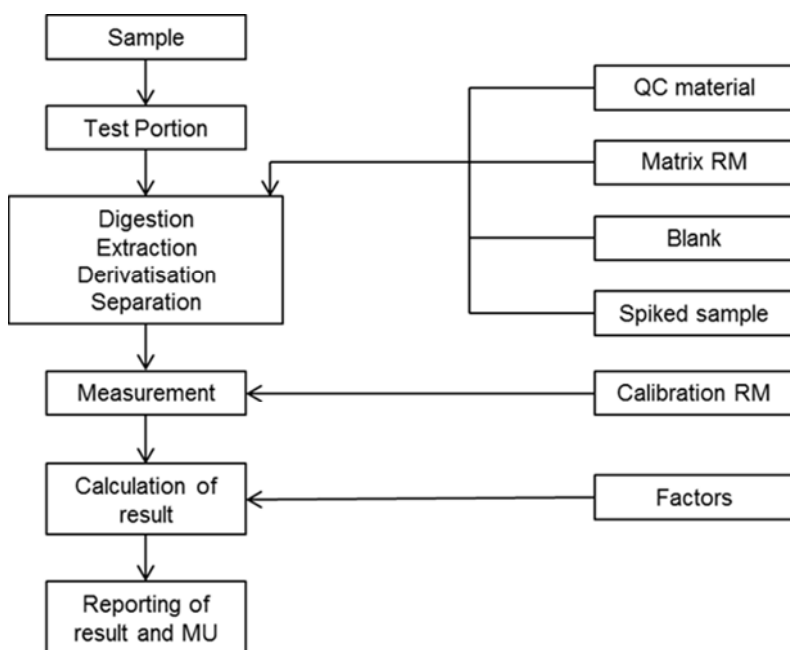 Sample
Test Portion
Digestion
Extraction
Derivatisation
Separation
Measurement
Calculation of
result
Reporting of
result and MU
QC material
Matrix RM
Blank
Spiked sample
Calibration RM
Factors